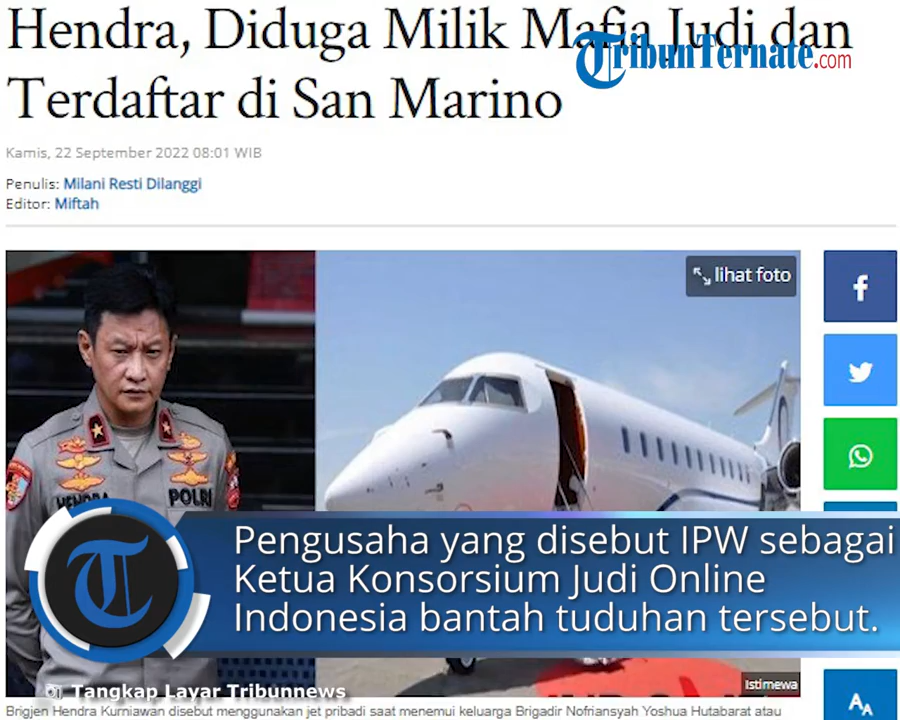 Hendra, Diduga Milik Mafia Judi dan
TribunTernate.com
Terdaftar di San Marino
Kamis, 22 September 2022 08:01 WIB
Penulis: Milani Resti Dilanggi
Editor: Miftah
lihat foto
HENDRA
POLRI
Pengusaha yang disebut IPW sebagai
Ketua Konsorsium Judi Online
Indonesia bantah tuduhan tersebut.
Istimewa
Tangkap Layar Tribunnews
Brigjen Hendra Kurniawan disebut menggunakan jet pribadi saat menemui keluarga Brigadir Nofriansyah Yoshua Hutabarat atau
AA